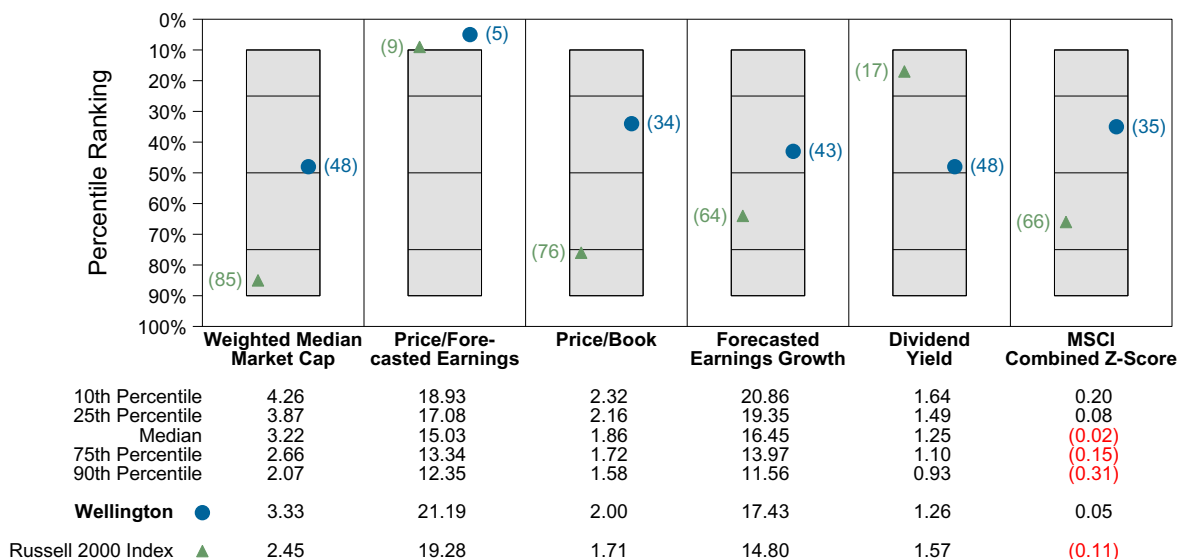 0%
10%
20%
30%
40%
50%
60%
70%
80%
90%
100%
Percentile Ranking
(48)
(85)
(5)
(9)
(34)
(76)
(43)
(64)
(48)
(17)
(35)
(66)
Weighted Median
Market Cap
Price/Fore-
casted Earnings
Price/Book
Forecasted
Earnings Growth
Dividend
Yield
MSCI
Combined Z-Score
10th Percentile 4.26 18.93 2.32 20.86 1.64 0.20
25th Percentile 3.87 17.08 2.16 19.35 1.49 0.08
Median 3.22 15.03 1.86 16.45 1.25 (0.02)
75th Percentile 2.66 13.34 1.72 13.97 1.10 (0.15)
90th Percentile 2.07 12.35 1.58 11.56 0.93 (0.31)
Wellington 3.33 21.19 2.00 17.43 1.26 0.05
Russell 2000 Index 2.45 19.28 1.71 14.80 1.57 (0.11)